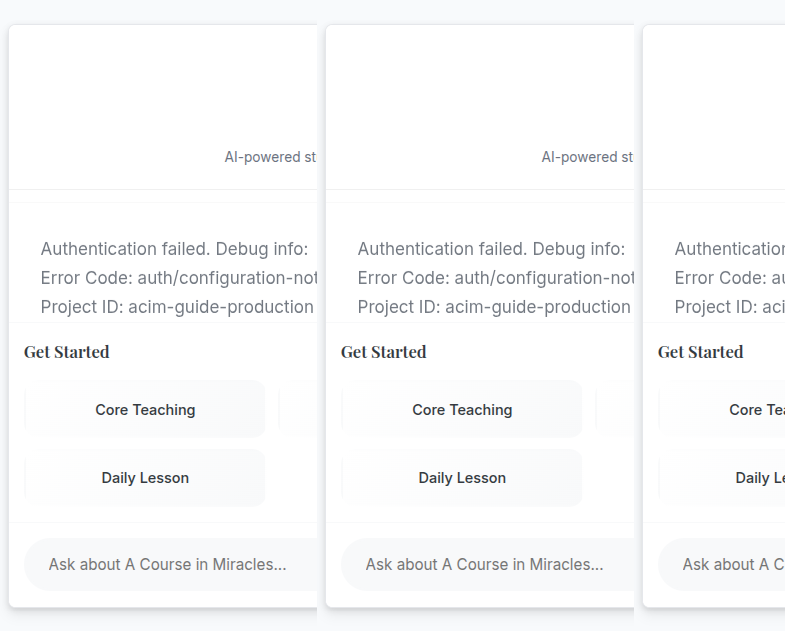 AI-powered st
Authentication failed. Debug info:
Error Code: auth/configuration-not
Project ID: acim-guide-production
Get Started
Core Teaching
Daily Lesson
Ask about A Course in Miracles...
AI-powered st
Authentication failed. Debug info:
Error Code: auth/configuration-not
Project ID: acim-guide-production
Get Started
Core Teaching
Daily Lesson
Ask about A Course in Miracles...
Authentication
Error Code: au
Project ID: aci
Get Started
Core Tea
Daily Le
Ask about A C